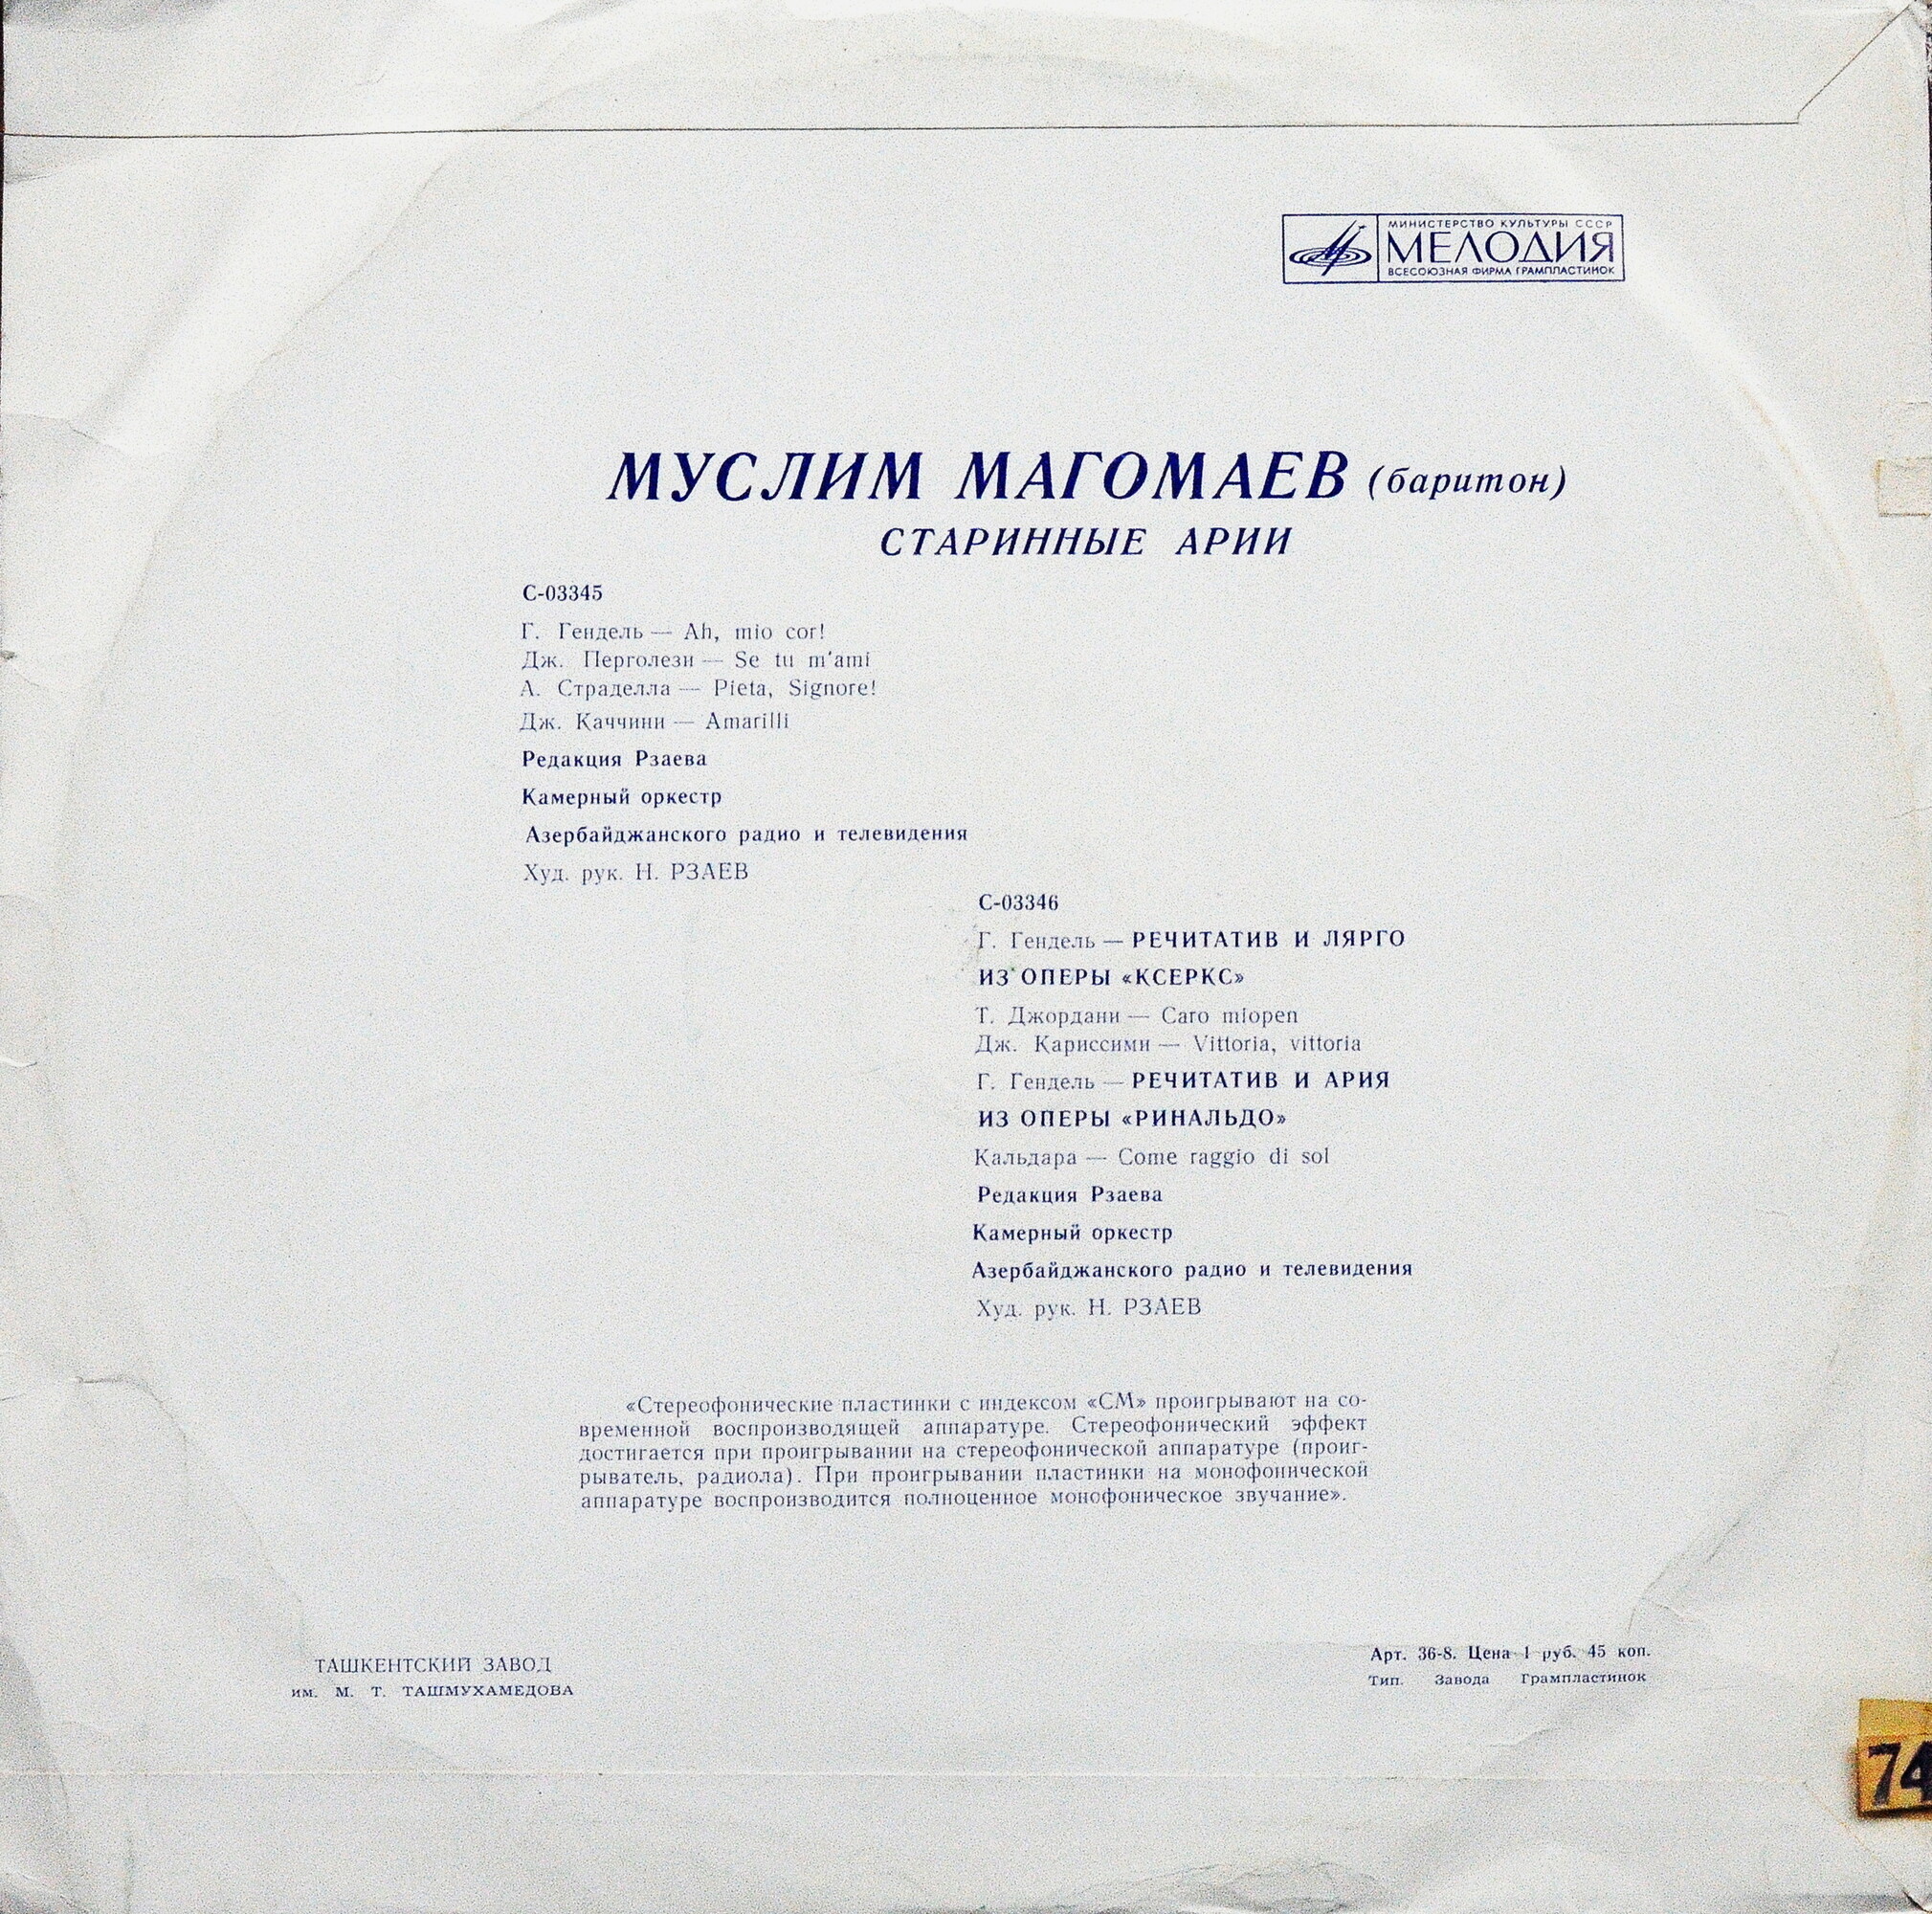 МИНИСТЕРСТВО КУЛЬТУРЫ СССР
МЕЛОДИЯ
ВСЕСОЮЗНАЯ ФИРМА ГРАМПЛАСТИНОК
МУСЛИМ МАГОМАЕВ (баритон)
СТАРИННЫЕ АРИИ
С-03345
Г. Гендель — Ah, mio cor!
Дж. Перголези — Se tu m'ami
А. Страделла — Pieta, Signore!
Дж. Каччини — Amarilli
Редакция Рзаева
Камерный оркестр
Азербайджанского радио и телевидения
Худ. рук. Н. РЗАЕВ
С-03346
Г. Гендель — РЕЧИТАТИВ И ЛЯРГО
ИЗ ОПЕРЫ «КСЕРКС»
Т. Джордани — Caro miopen
Дж. Кариссими — Vittoria, vittoria
Г. Гендель — РЕЧИТАТИВ И АРИЯ
ИЗ ОПЕРЫ «РИНАЛЬДО»
Кальдара — Come raggio di sol
Редакция Рзаева
Камерный оркестр
Азербайджанского радио и телевидения
Худ. рук. Н. РЗАЕВ
«Стереофонические пластинки с индексом «СМ» проигрывают на со-
временной воспроизводящей аппаратуре. Стереофонический эффект
достигается при проигрывании на стереофонической аппаратуре (проиг-
рыватель, радиола). При проигрывании пластинки на монофонической
аппаратуре воспроизводится полноценное монофоническое звучание».
ТАШКЕНТСКИЙ ЗАВОД
им. М. Т. ТАШМУХАМЕДОВА
Арт. 36-8. Цена 1 руб. 45 коп.
Тип. Завода Грампластинок
74